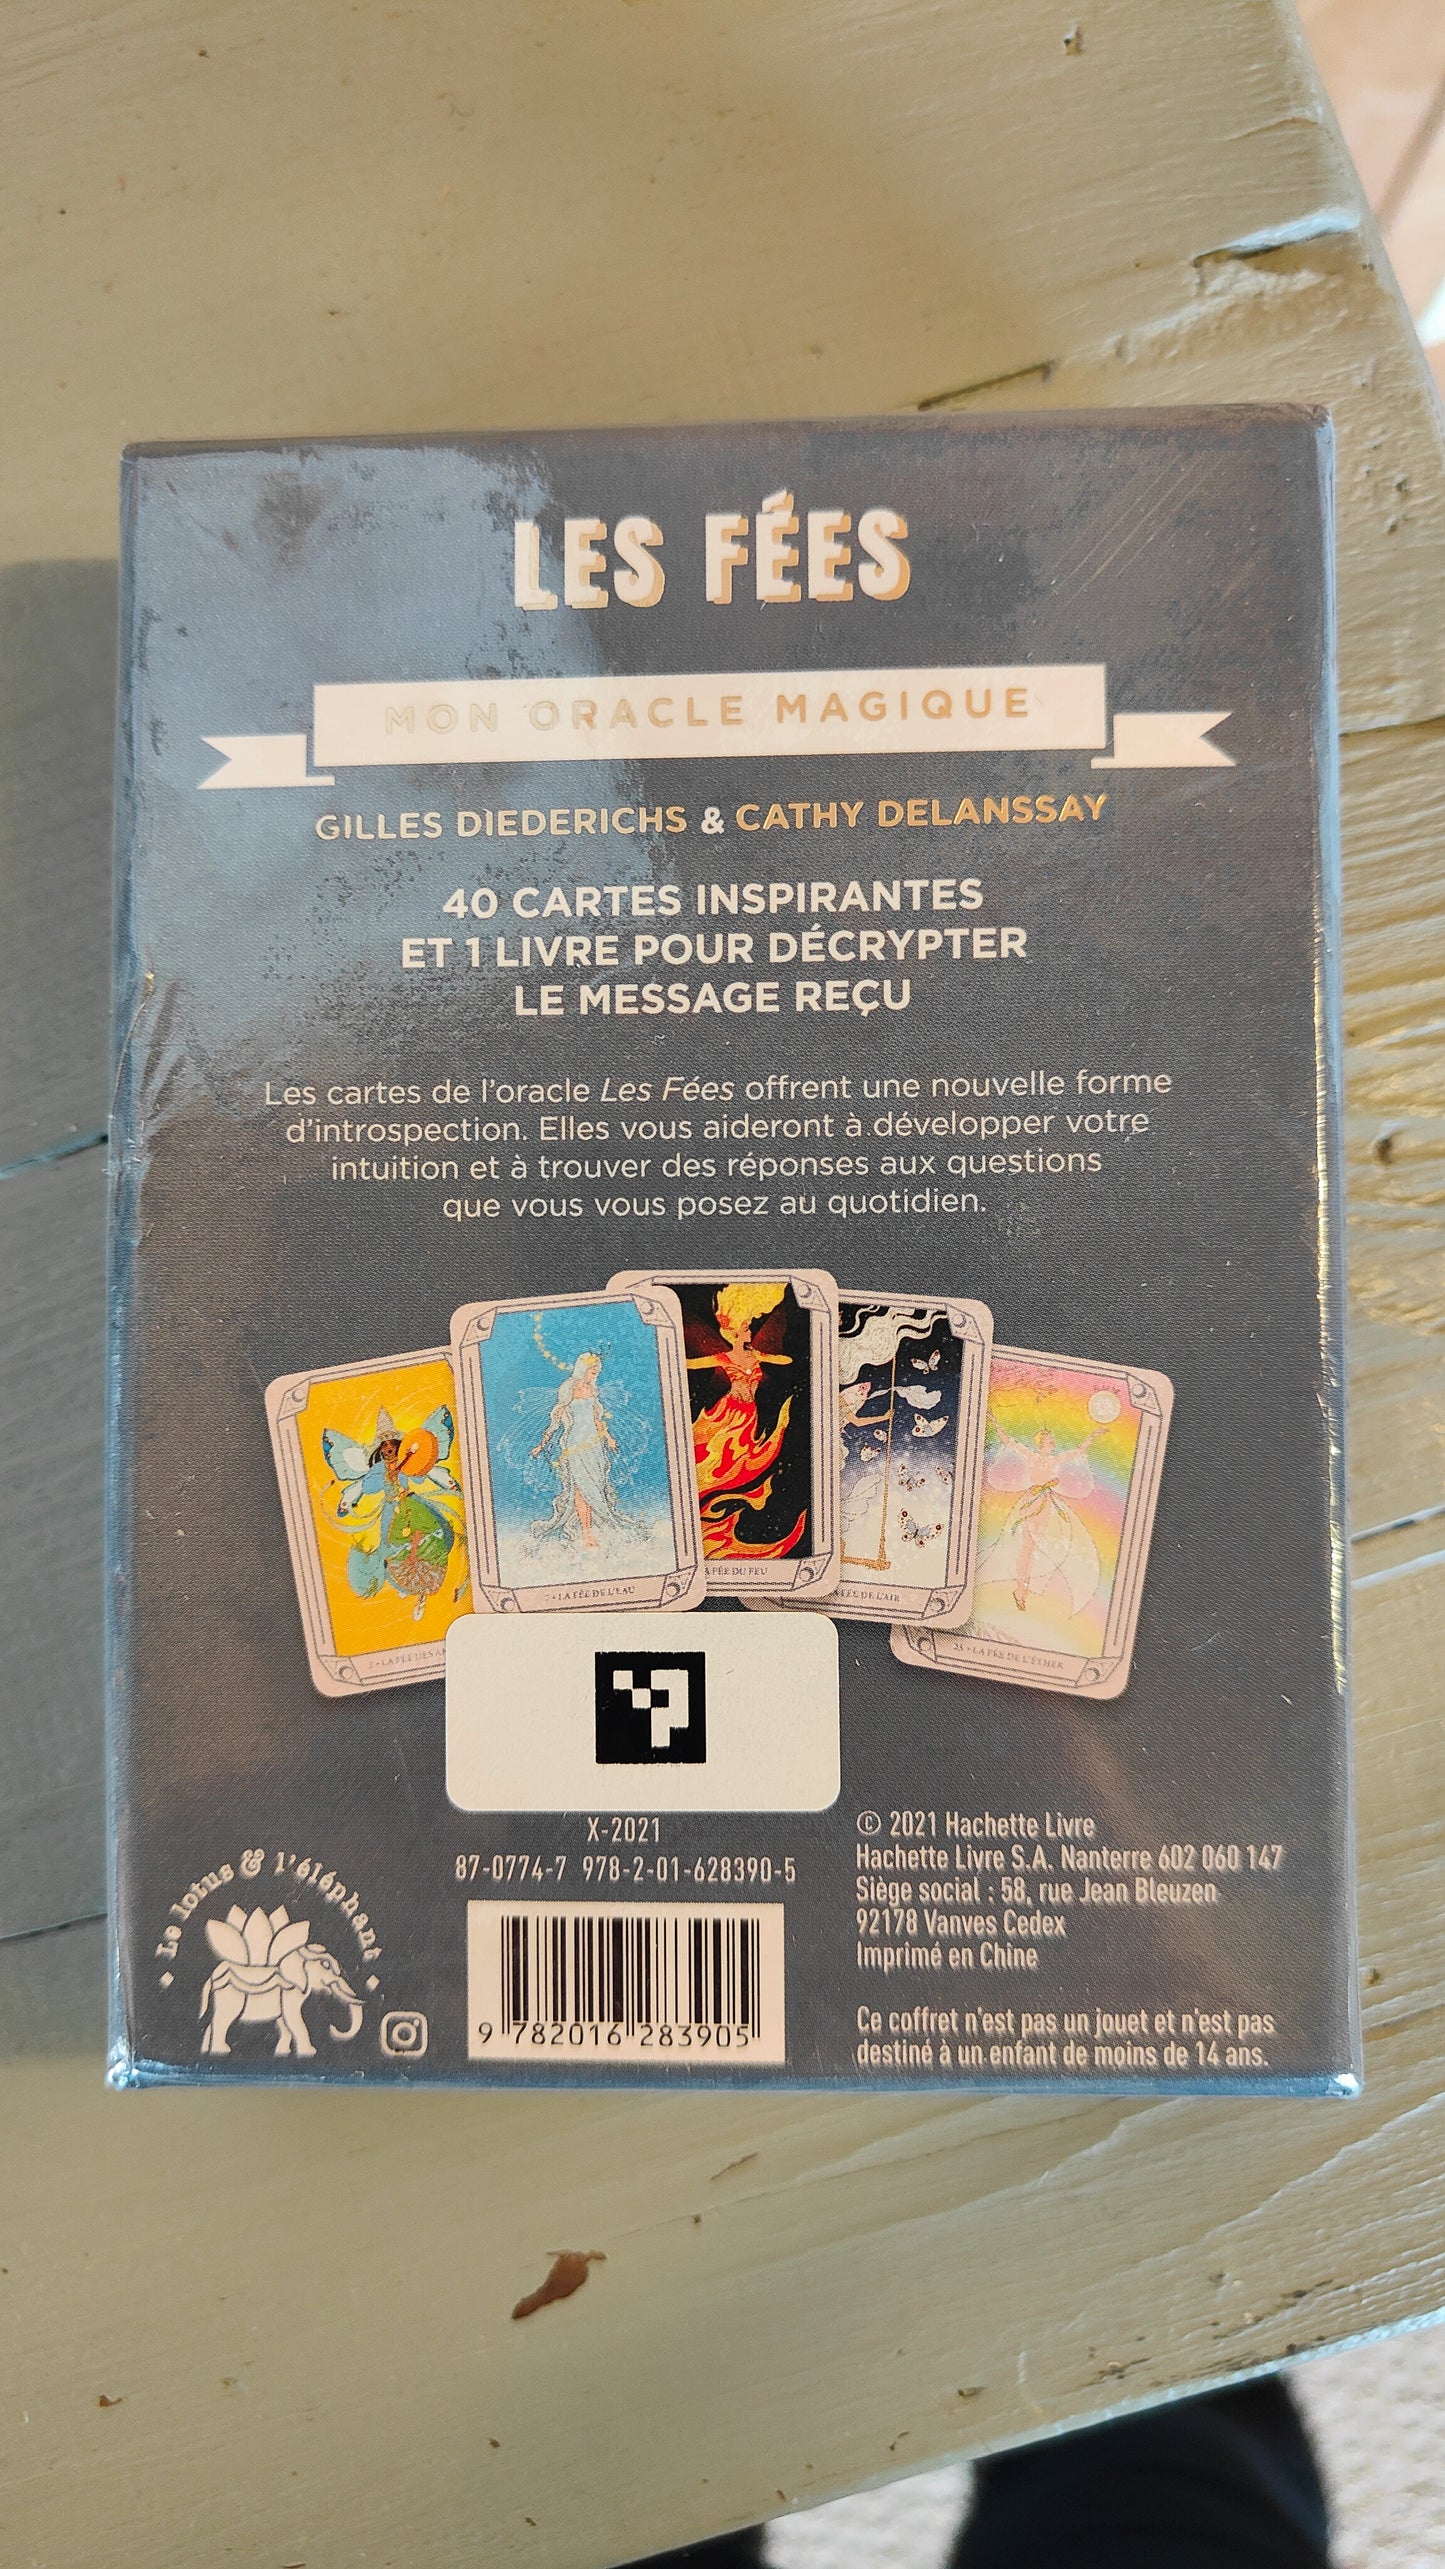 LES FÉES
MON ORACLE MAGIQUE
GILLES DIEDERICHS & CATHY DELANSSAY
40 CARTES INSPIRANTES
ET 1 LIVRE POUR DÉCRYPTER
LE MESSAGE REÇU
Les cartes de l'oracle Les Fées offrent une nouvelle forme
d'introspection. Elles vous aideront à développer votre
intuition et à trouver des réponses aux questions
que vous vous posez au quotidien.
LA FÉE DE L'EAU
FÉE DU FEU
DE L'AIR
25 • LA FÉE DE L'ÉTHER
X-2021
87-0774-7 978-2-01-628390-5
9 782016 283905
Le lotus & l'éléphant
© 2021 Hachette Livre
Hachette Livre S.A. Nanterre 602 060 147
Siège social : 58, rue Jean Bleuzen
92178 Vanves Cedex
Imprimé en Chine
Ce coffret n'est pas un jouet et n'est pas
destiné à un enfant de moins de 14 ans.